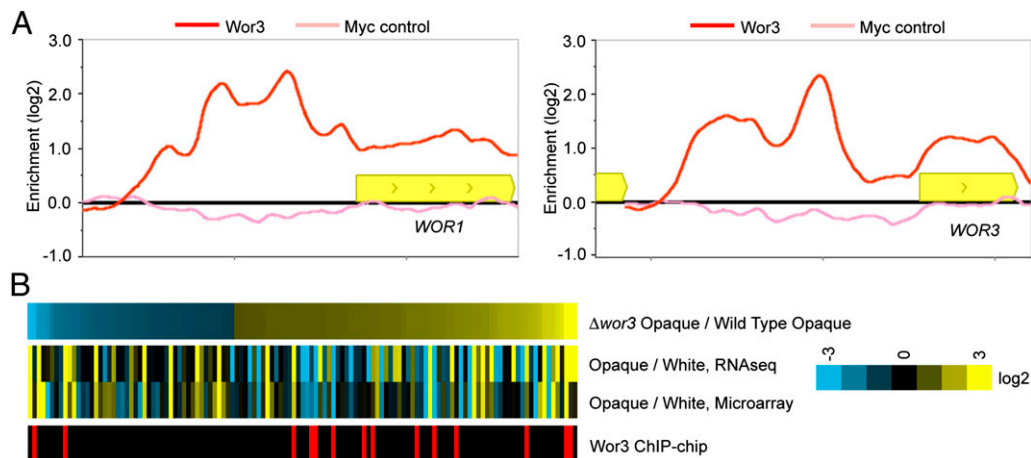 A
Wor3 Myc control
3.0
2.0
1.0
0.0
-1.0
Enrichment (log2)
WOR1
Wor3 Myc control
3.0
2.0
1.0
0.0
-1.0
Enrichment (log2)
WOR3
B
Δwor3 Opaque / Wild Type Opaque
Opaque / White, RNAseq
Opaque / White, Microarray
Wor3 ChIP-chip
-3 0 3
log2